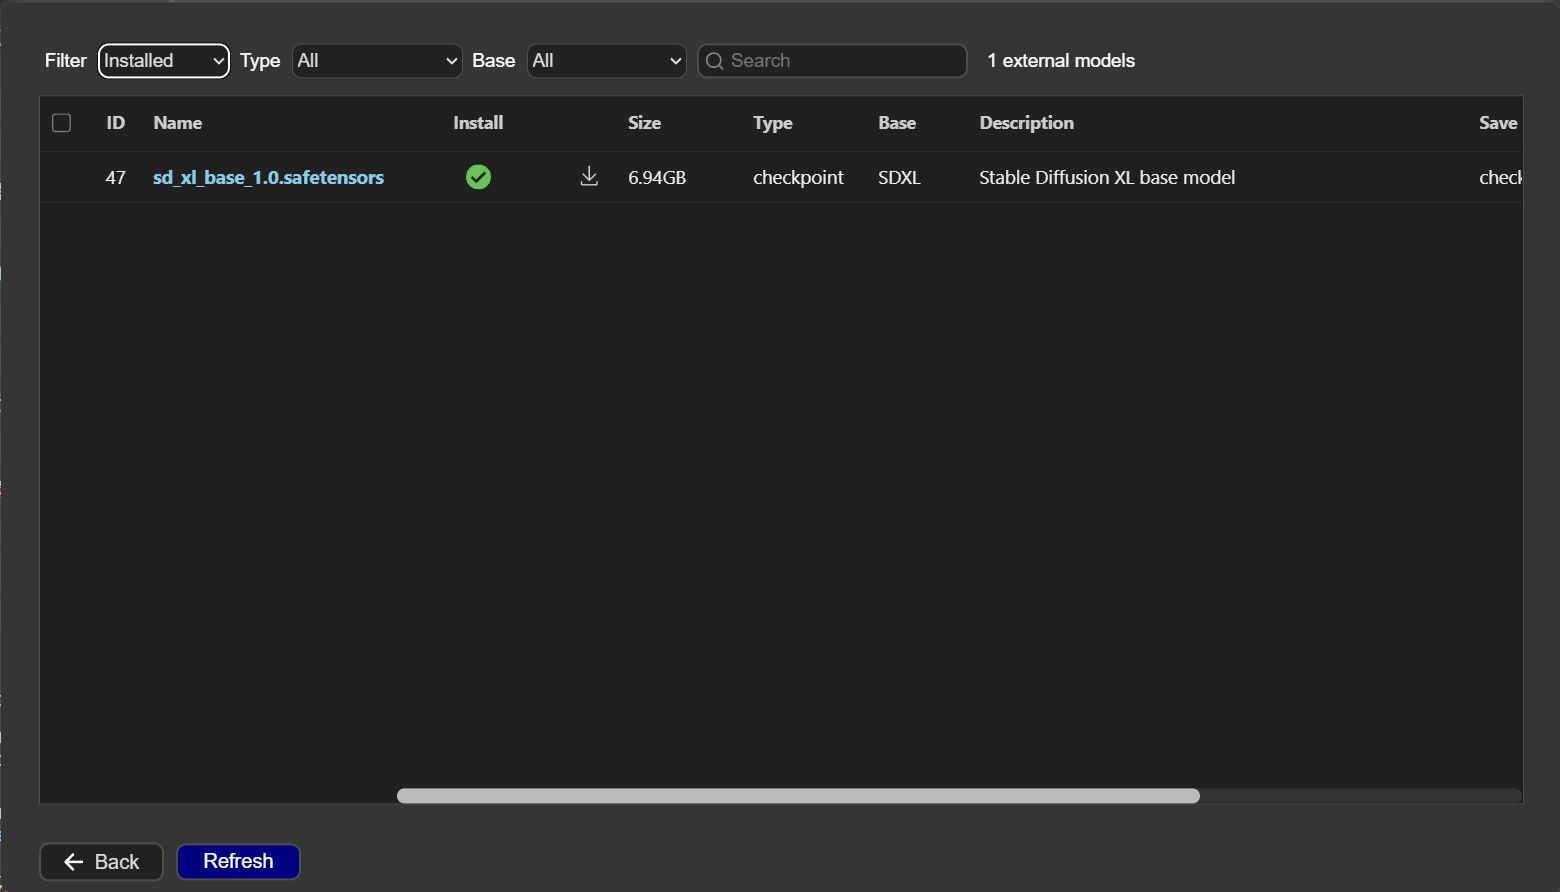 Filter Installed Type All Base All Search 1 external models
ID Name Install Size Type Base Description Save
47 sd_xl_base_1.0.safetensors 6.94GB checkpoint SDXL Stable Diffusion XL base model check
Back Refresh